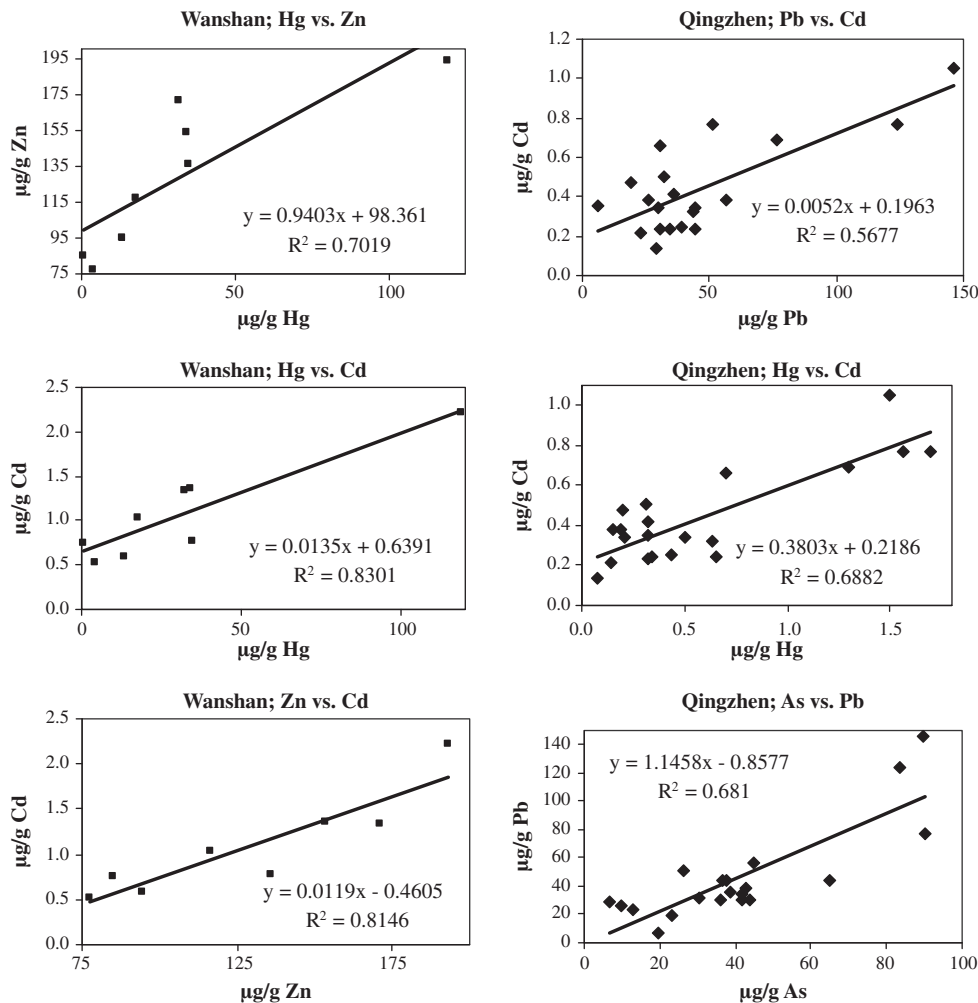 Wanshan; Hg vs. Zn
195
175
155
135
115
95
75
µg/g Zn
y = 0.9403x + 98.361
R² = 0.7019
0
50
100
µg/g Hg
Qingzhen; Pb vs. Cd
1.2
1.0
0.8
0.6
0.4
0.2
0.0
µg/g Cd
y = 0.0052x + 0.1963
R² = 0.5677
0
50
100
150
µg/g Pb
Wanshan; Hg vs. Cd
2.5
2.0
1.5
1.0
0.5
0.0
µg/g Cd
y = 0.0135x + 0.6391
R² = 0.8301
0
50
100
µg/g Hg
Qingzhen; Hg vs. Cd
1.0
0.8
0.6
0.4
0.2
0.0
µg/g Cd
y = 0.3803x + 0.2186
R² = 0.6882
0.0
0.5
1.0
1.5
µg/g Hg
Wanshan; Zn vs. Cd
2.5
2.0
1.5
1.0
0.5
0.0
µg/g Cd
y = 0.0119x - 0.4605
R² = 0.8146
75
125
175
µg/g Zn
Qingzhen; As vs. Pb
140
120
100
80
60
40
20
0
µg/g Pb
y = 1.1458x - 0.8577
R² = 0.681
0
20
40
60
80
100
µg/g As